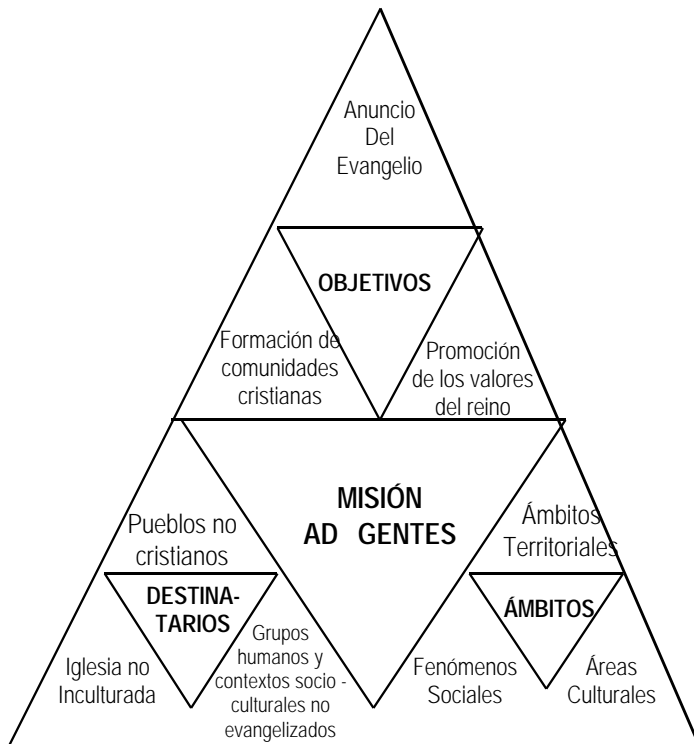 Anuncio
Del
Evangelio
OBJETIVOS
Formación de
comunidades
cristianas
Promoción
de los valores
del reino
MISIÓN
AD GENTES
Pueblos no
cristianos
Ámbitos
Territoriales
DESTINA-
TARIOS
ÁMBITOS
Iglesia no
Inculturada
Grupos
humanos y
contextos socio -
culturales no
evangelizados
Fenómenos
Sociales
Áreas
Culturales